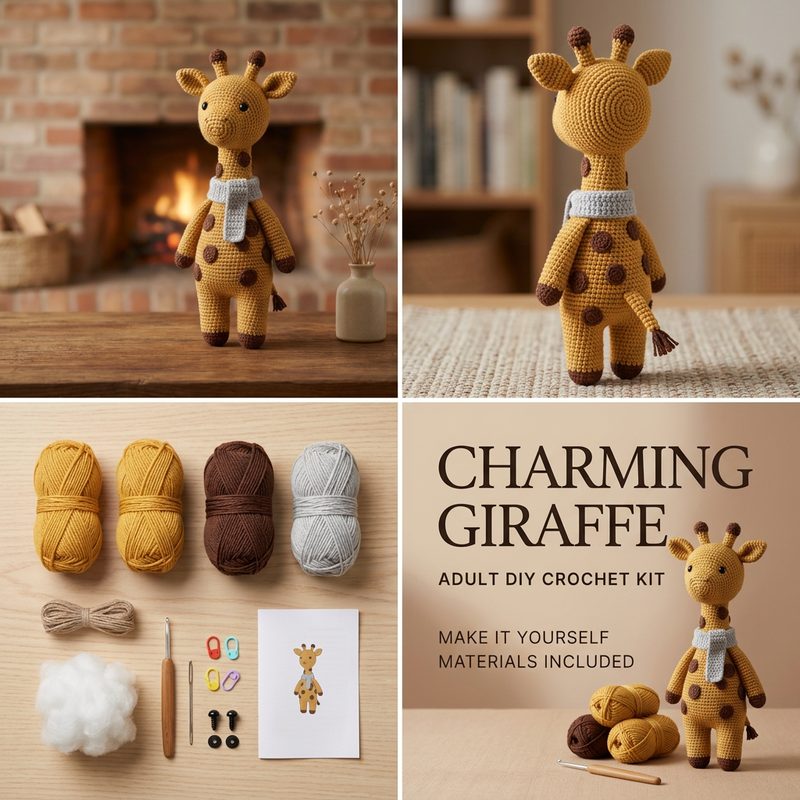 CHARMING
GIRAFFE
ADULT DIY CROCHET KIT
MAKE IT YOURSELF
MATERIALS INCLUDED